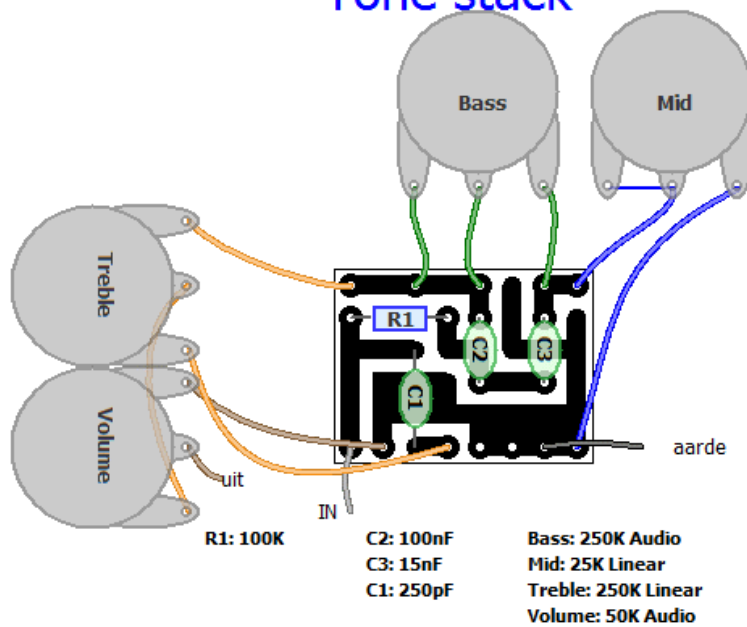 Tone stack
Bass
Mid
Treble
R1
C2
C3
C1
Volume
uit
aarde
IN
R1: 100K
C2: 100nF
C3: 15nF
C1: 250pF
Bass: 250K Audio
Mid: 25K Linear
Treble: 250K Linear
Volume: 50K Audio